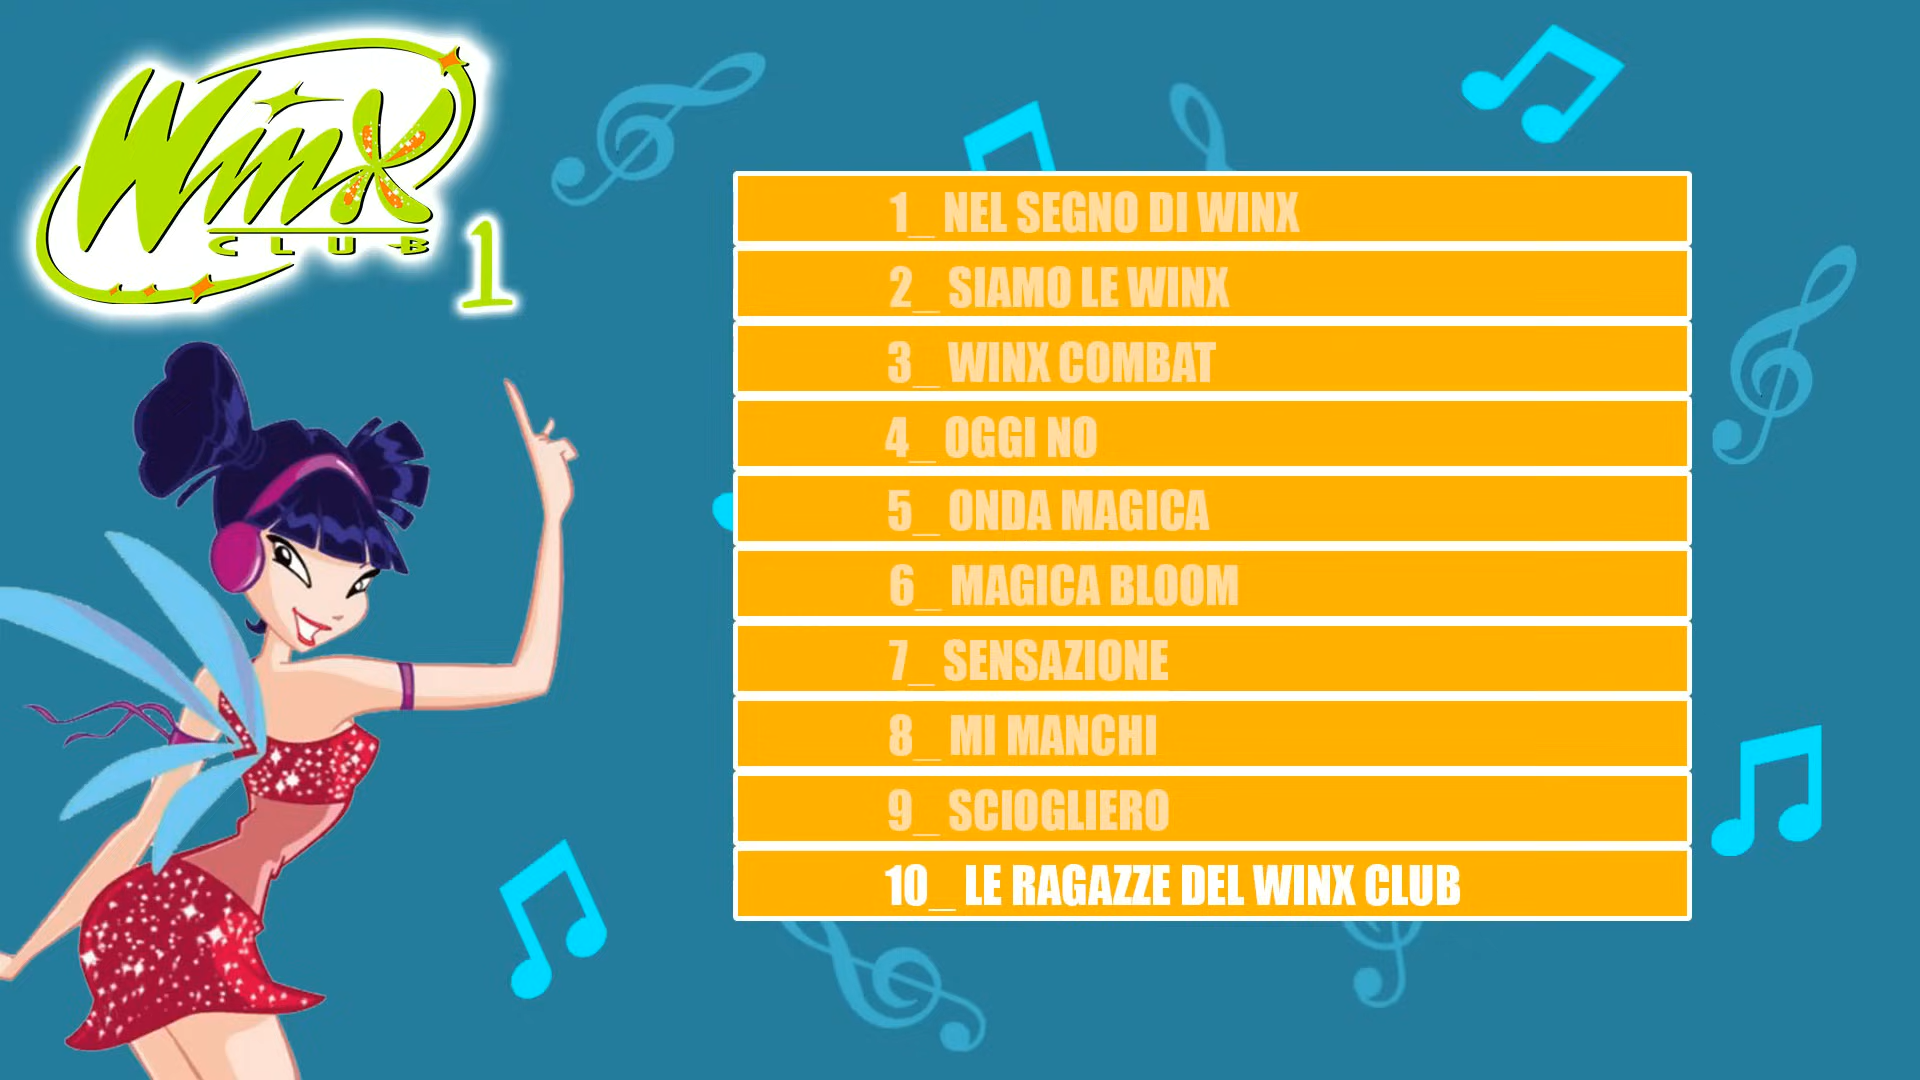 Winx
CLUB
1
1_ NEL SEGNO DI WINX
2_ SIAMO LE WINX
3_ WINX COMBAT
4_ OGGI NO
5_ ONDA MAGICA
6_ MAGICA BLOOM
7_ SENSAZIONE
8_ MI MANCHI
9_ SCIOGLIERO
10_ LE RAGAZZE DEL WINX CLUB